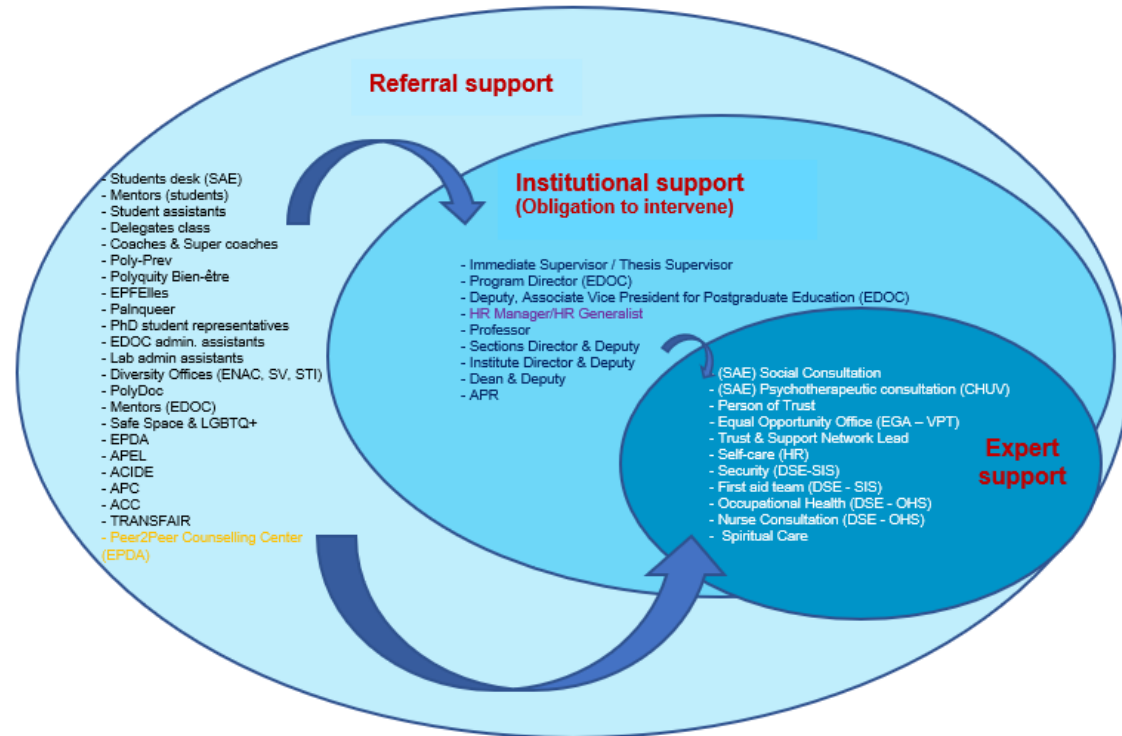 Referral support
- Students desk (SAE)
- Mentors (students)
- Student assistants
- Delegates class
- Coaches & Super coaches
- Poly-Prev
- Polyquity Bien-être
- EPFElles
- Palnqueer
- PhD student representatives
- EDOC admin. assistants
- Lab admin assistants
- Diversity Offices (ENAC, SV, STI)
- PolyDoc
- Mentors (EDOC)
- Safe Space & LGBTQ+
- EPDA
- APEL
- ACIDE
- APC
- ACC
- TRANSFAIR
- Peer2Peer Counselling Center
(EPDA)
Institutional support
(Obligation to intervene)
- Immediate Supervisor / Thesis Supervisor
- Program Director (EDOC)
- Deputy, Associate Vice President for Postgraduate Education (EDOC)
- HR Manager/HR Generalist
- Professor
- Sections Director & Deputy
- Institute Director & Deputy
- Dean & Deputy
- APR
Expert
support
- (SAE) Social Consultation
- (SAE) Psychotherapeutic consultation (CHUV)
- Person of Trust
- Equal Opportunity Office (EGA – VPT)
- Trust & Support Network Lead
- Self-care (HR)
- Security (DSE-SIS)
- First aid team (DSE - SIS)
- Occupational Health (DSE - OHS)
- Nurse Consultation (DSE - OHS)
- Spiritual Care